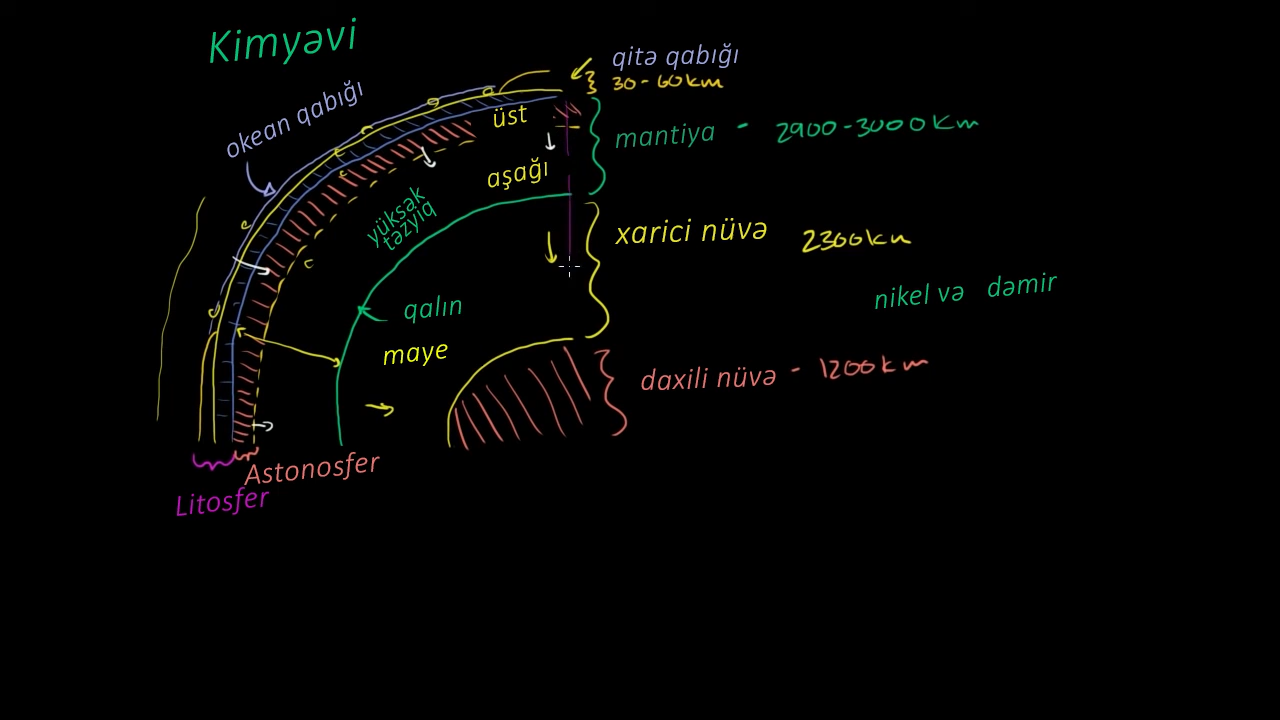 Kimyəvi
okean qabığı
qitə qabığı
30-60km
üst
mantiya - 2900-3000Km
aşağı
yüksək
təzyiq
xarici nüvə 2300km
nikel və dəmir
qalın
maye
daxili nüvə - 1200km
Astonosfer
Litosfer